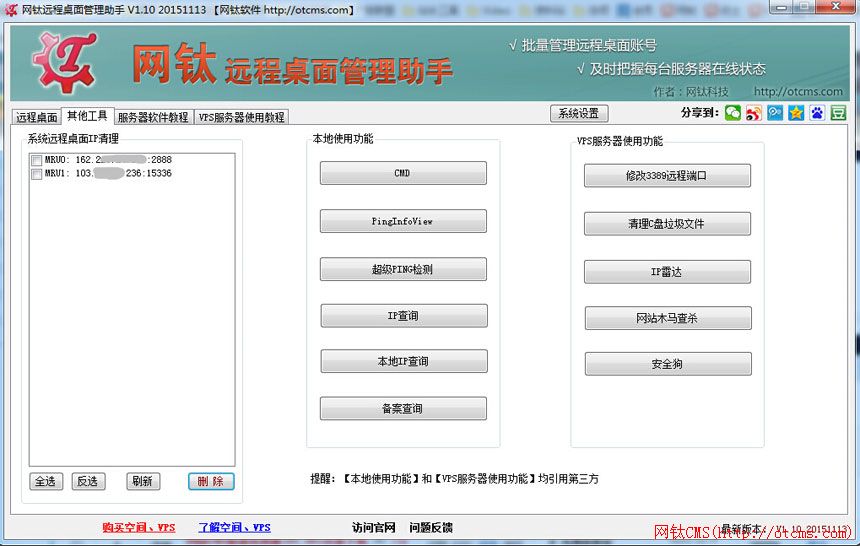 网钛远程桌面管理助手 V1.10 20151113 【网钛软件 http://otcms.com】
网钛 远程桌面管理助手
√ 批量管理远程桌面账号
√ 及时把握每台服务器在线状态
作者：网钛科技 http://otcms.com
远程桌面 其他工具 服务器软件教程 VPS服务器使用教程
系统设置
分享到：
系统远程桌面IP清理
MRU0: 162.2 :2888
MRU1: 103. 236:15336
全选 反选 刷新 删 除
本地使用功能
CMD
PingInfoView
超级PING检测
IP查询
本地IP查询
备案查询
VPS服务器使用功能
修改3389远程端口
清理C盘垃圾文件
IP雷达
网站木马查杀
安全狗
提醒：【本地使用功能】和【VPS服务器使用功能】均引用第三方
购买空间、VPS 了解空间、VPS 访问官网 问题反馈
最新版本：V1.10 20151113
网钛CMS(http://otcms.com)